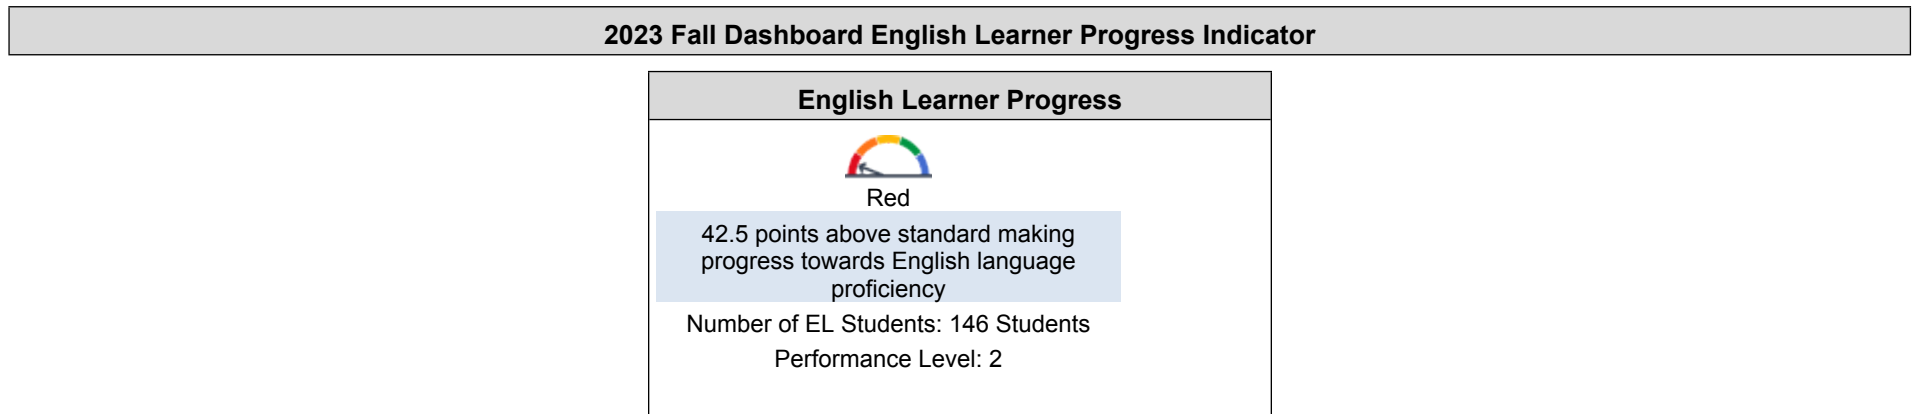 2023 Fall Dashboard English Learner Progress Indicator
English Learner Progress
Red
42.5 points above standard making
progress towards English language
proficiency
Number of EL Students: 146 Students
Performance Level: 2